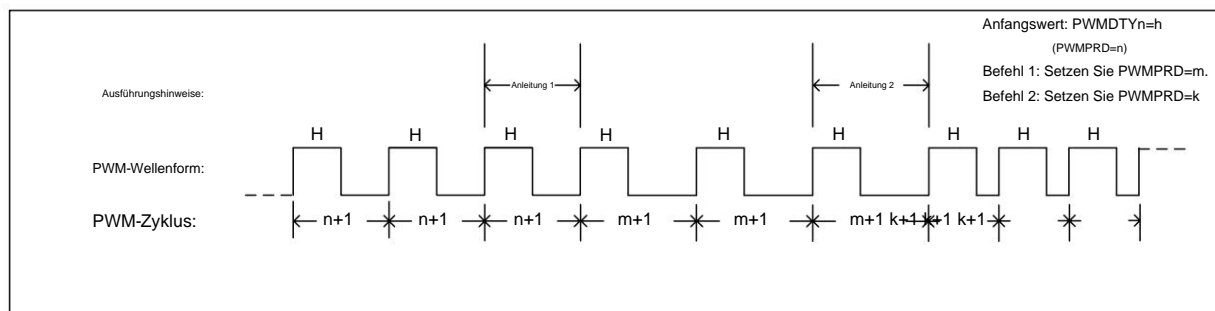 Anfangswert: PWMDTYn=h
(PWMPRD=n)
Befehl 1: Setzen Sie PWMPRD=m.
Befehl 2: Setzen Sie PWMPRD=k
Ausführungshinweise:
Anleitung 1
Anleitung 2
H H H H H H H H H
PWM-Wellenform:
PWM-Zyklus:
n+1 n+1 n+1 m+1 m+1 m+1 k+1 k+1 k+1